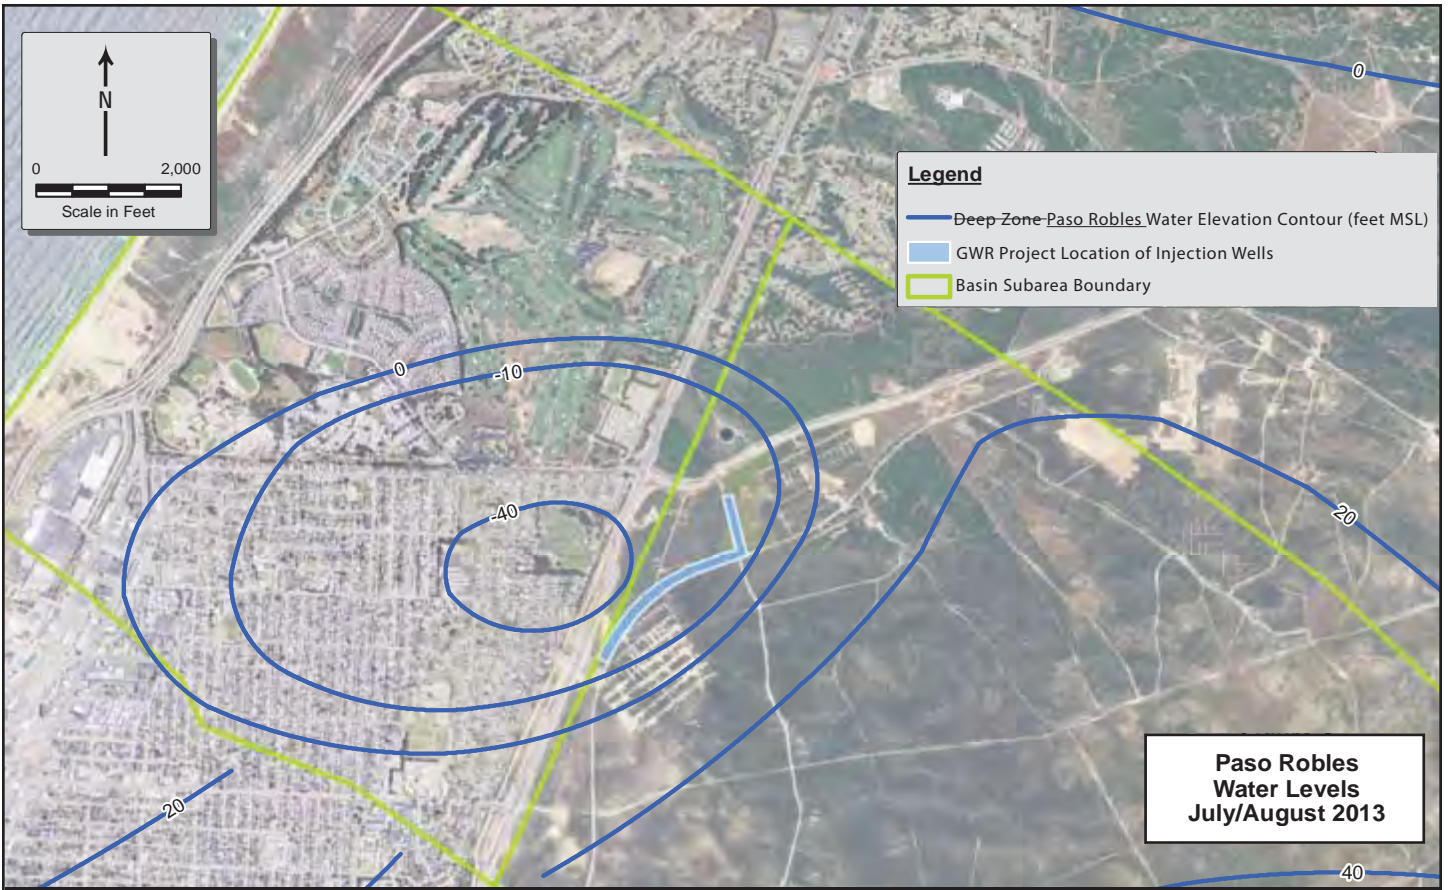 0
N
0 2,000
Scale in Feet
Legend
Deep Zone Paso Robles Water Elevation Contour (feet MSL)
GWR Project Location of Injection Wells
Basin Subarea Boundary
0
-10
-40
20
20
Paso Robles
Water Levels
July/August 2013
40